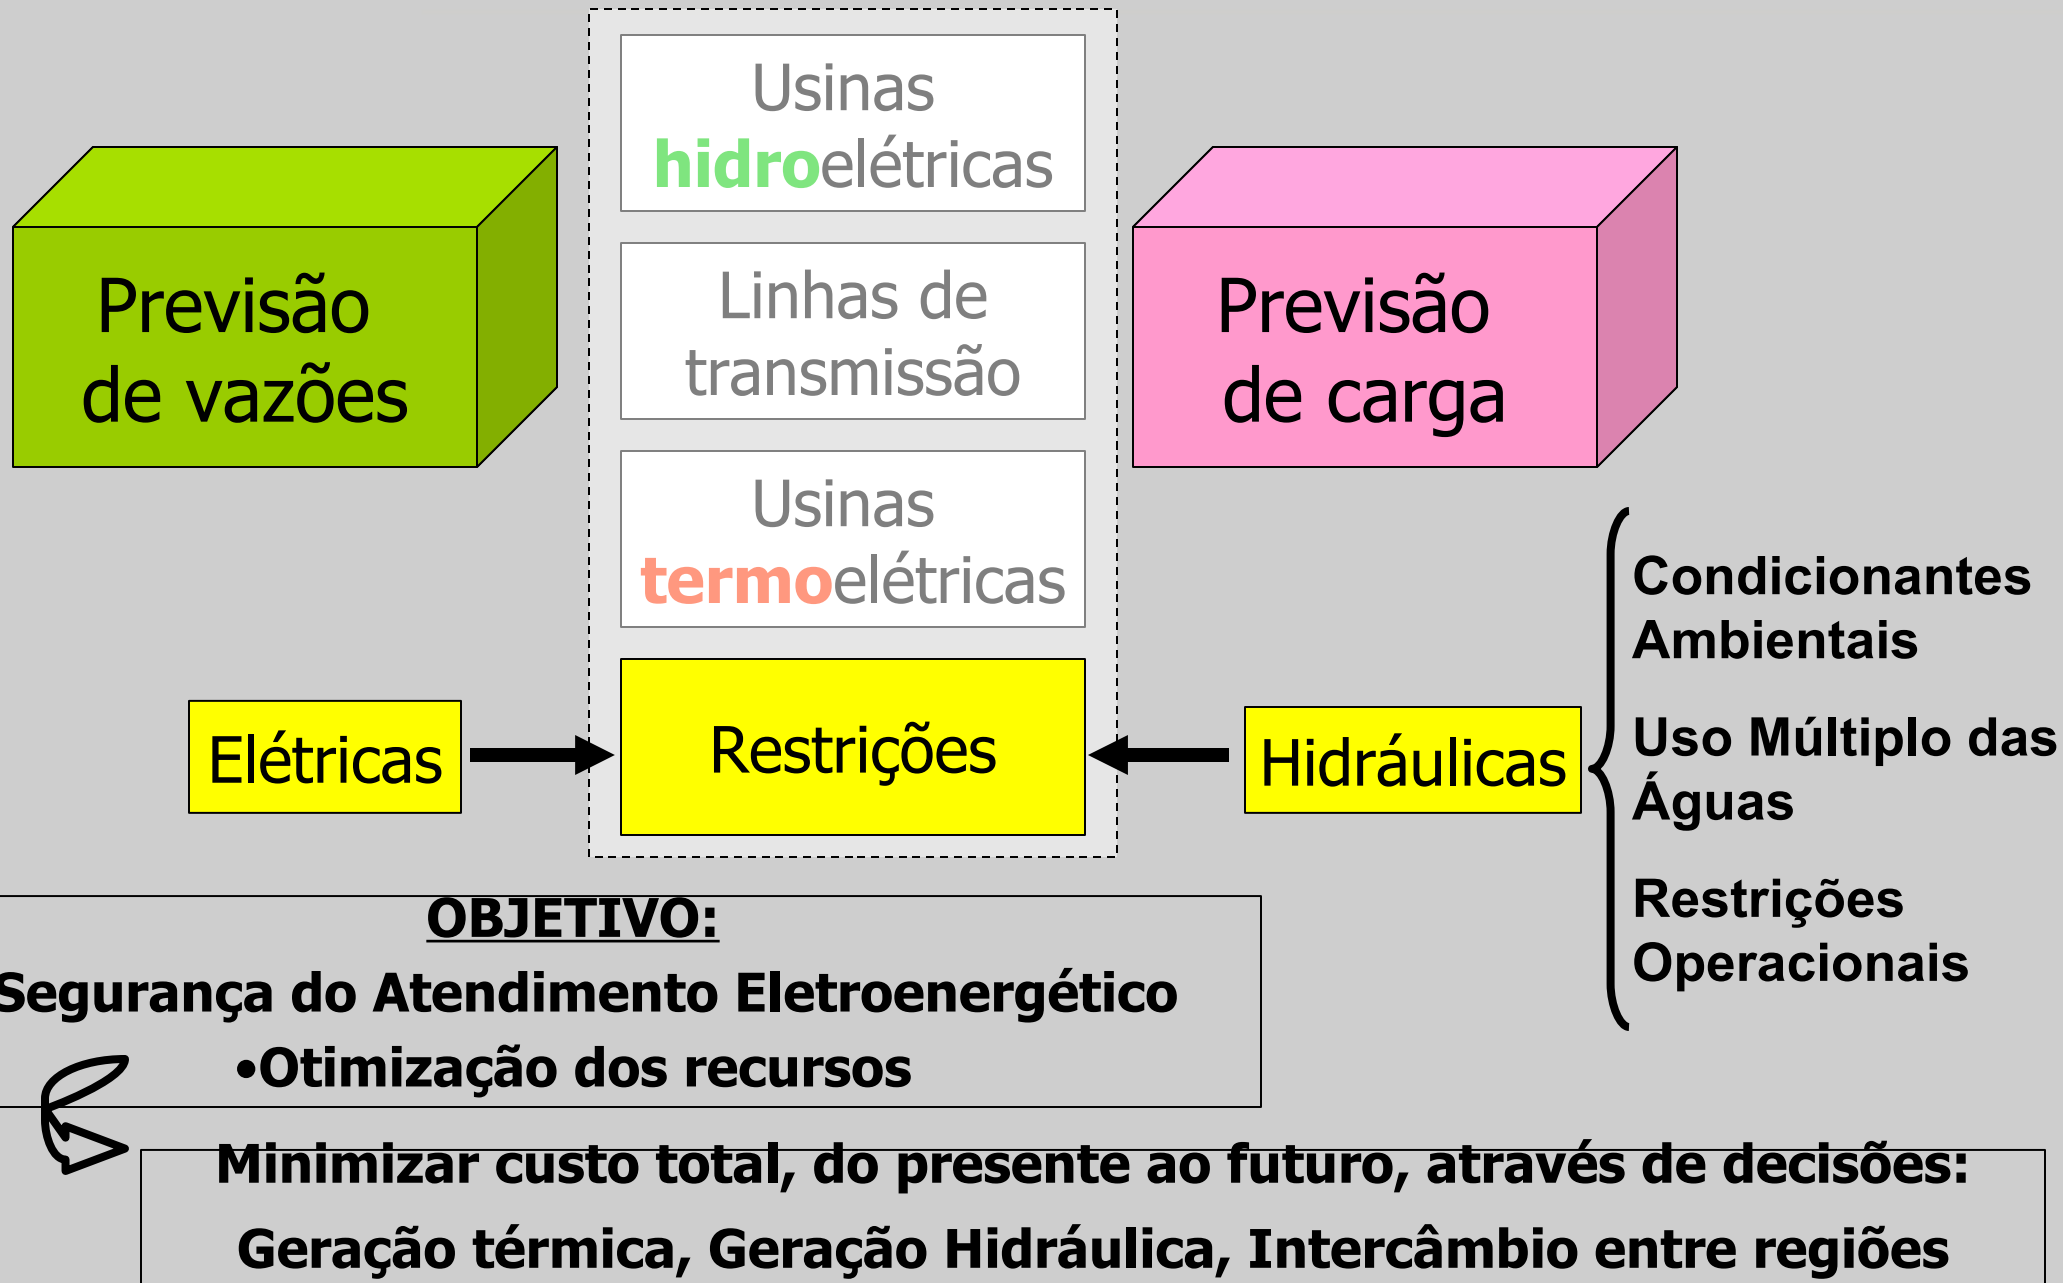 Usinas
hidroelétricas
Previsão
de vazões
Linhas de
transmissão
Previsão
de carga
Usinas
termoelétricas
Elétricas
Restrições
Hidráulicas
Condicionantes
Ambientais
Uso Múltiplo das
Águas
Restrições
Operacionais
OBJETIVO:
Segurança do Atendimento Eletroenergético
•Otimização dos recursos
Minimizar custo total, do presente ao futuro, através de decisões:
Geração térmica, Geração Hidráulica, Intercâmbio entre regiões